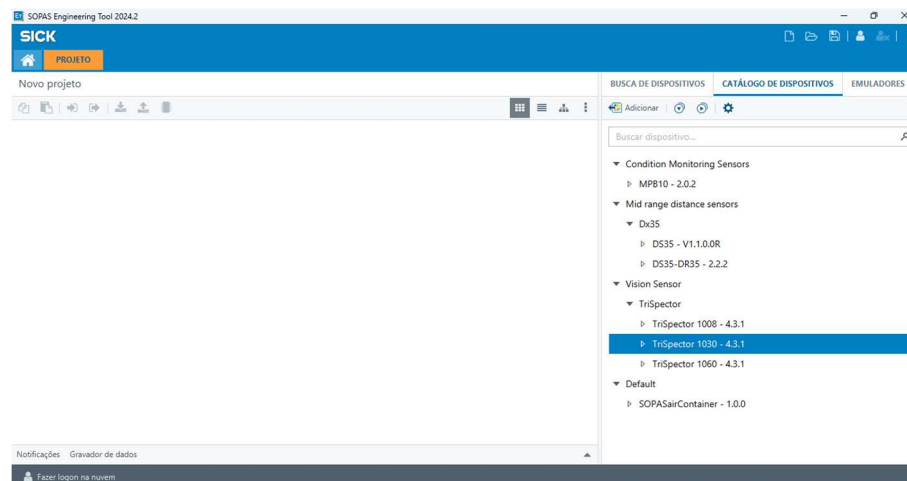 ET SOPAS Engineering Tool 2024.2
SICK
PROJETO
Novo projeto
BUSCA DE DISPOSITIVOS CATÁLOGO DE DISPOSITIVOS EMULADORES
Adicionar
Buscar dispositivo...
Condition Monitoring Sensors
MPB10 - 2.0.2
Mid range distance sensors
Dx35
DS35 - V1.1.0.0R
DS35-DR35 - 2.2.2
Vision Sensor
TriSpector
TriSpector 1008 - 4.3.1
TriSpector 1030 - 4.3.1
TriSpector 1060 - 4.3.1
Default
SOPASairContainer - 1.0.0
Notificações Gravador de dados
Fazer logon na nuvem